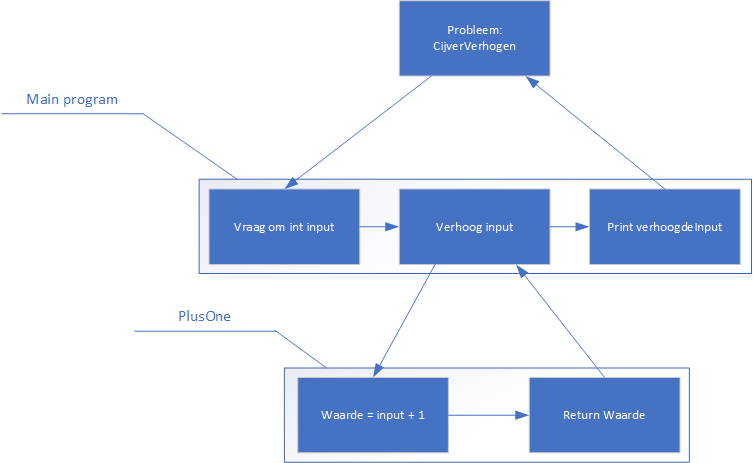 Probleem:
CijverVerhogen
Main program
Vraag om int input
Verhoog input
Print verhoogdeInput
PlusOne
Waarde = input + 1
Return Waarde